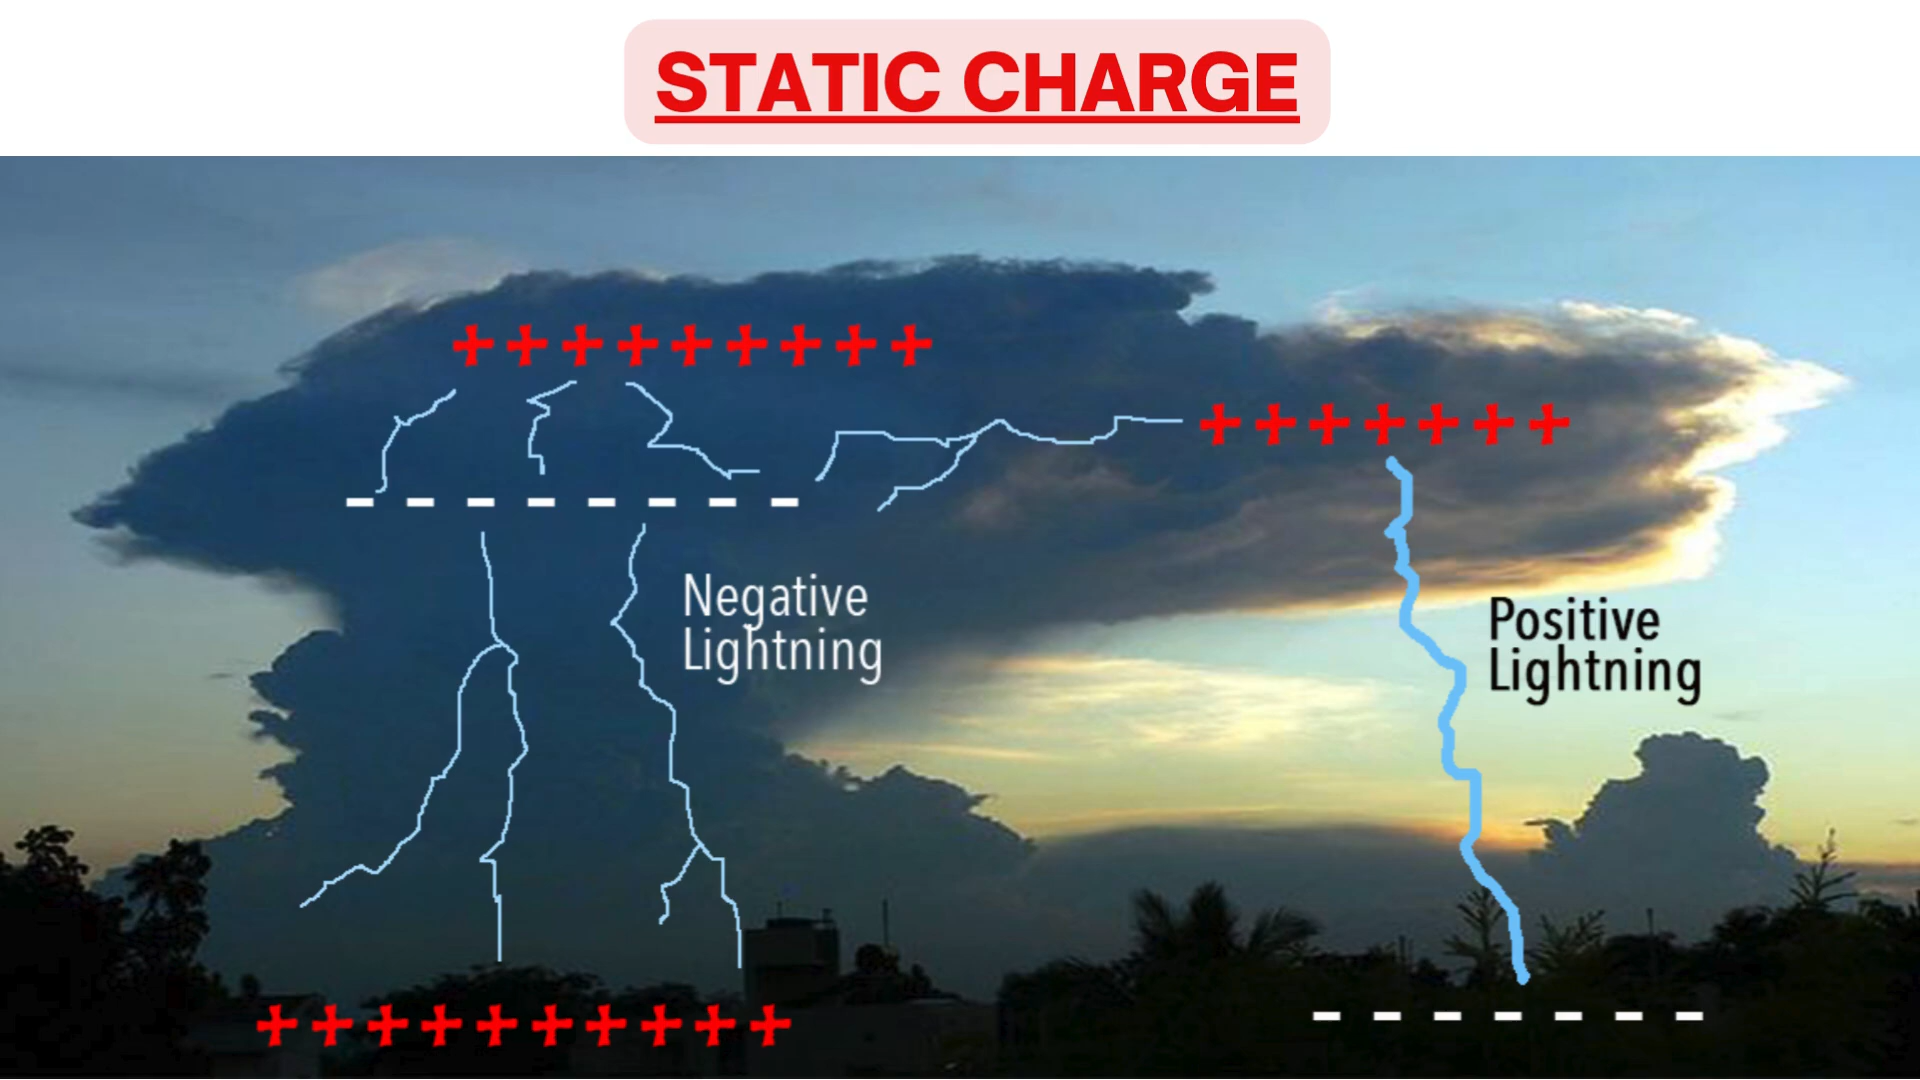 STATIC CHARGE
+ + + + + + + + +
+ + + + + + +
- - - - - - - -
Negative
Lightning
Positive
Lightning
+ + + + + + + + + +
- - - - - - -